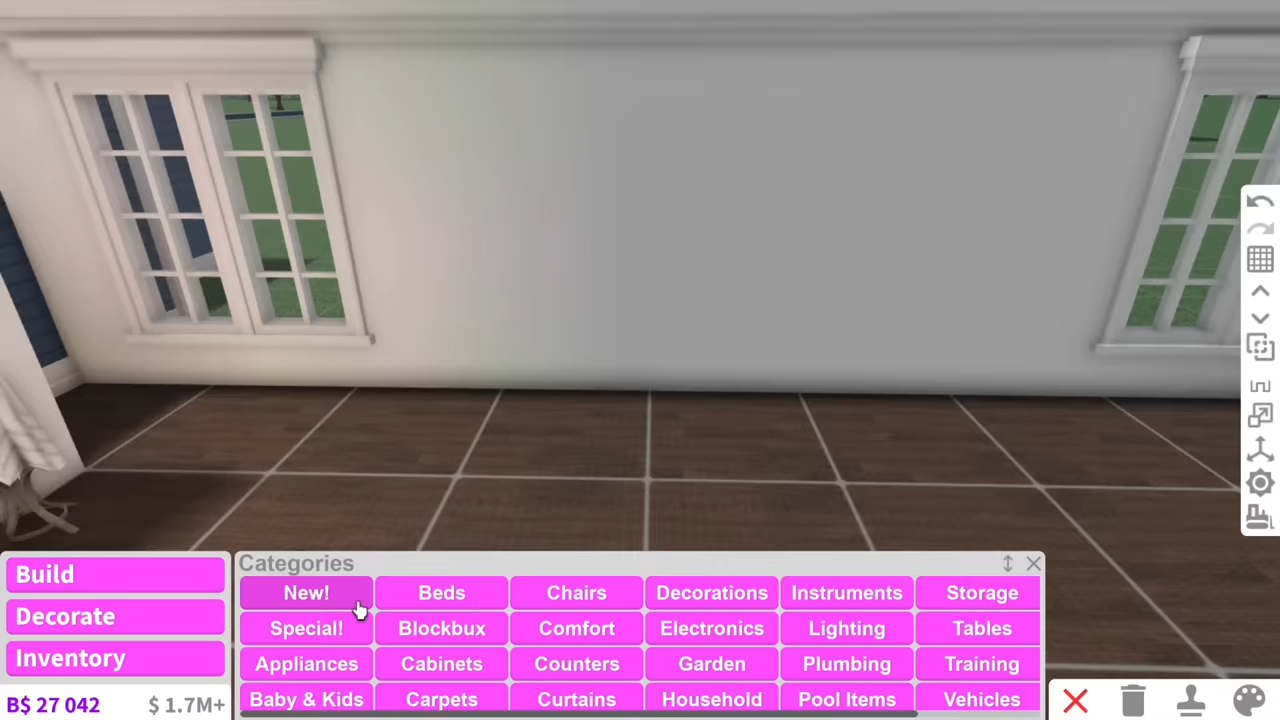 Categories
New! Beds Chairs Decorations Instruments Storage
Build
Special! Blockbux Comfort Electronics Lighting Tables
Decorate
Appliances Cabinets Counters Garden Plumbing Training
Inventory
Baby & Kids Carpets Curtains Household Pool Items Vehicles
B$ 27 042 $ 1.7M+